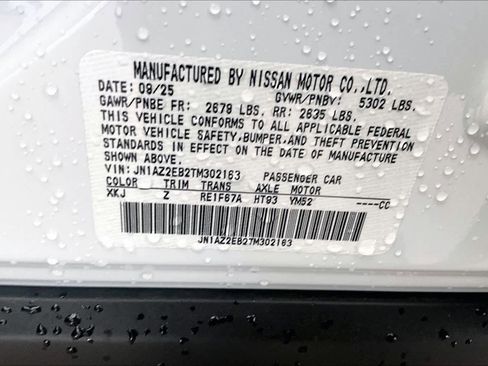 MANUFACTURED BY NISSAN MOTOR CO.,LTD.
DATE: 09/25 GVWR/PNBV: 5302 LBS.
GAWR/PNBE FR: 2679 LBS. RR: 2635 LBS.
THIS VEHICLE CONFORMS TO ALL APPLICABLE FEDERAL
MOTOR VEHICLE SAFETY, BUMPER, AND THEFT PREVENTION
STANDARDS IN EFFECT ON THE DATE OF MANUFACTURE
SHOWN ABOVE.
VIN: JN1AZ2EB2TM302163 PASSENGER CAR
COLOR TRIM TRANS AXLE MOTOR
XKJ Z RE1F67A HT93 YM52 ----CC
JN1AZ2EB2TM302163